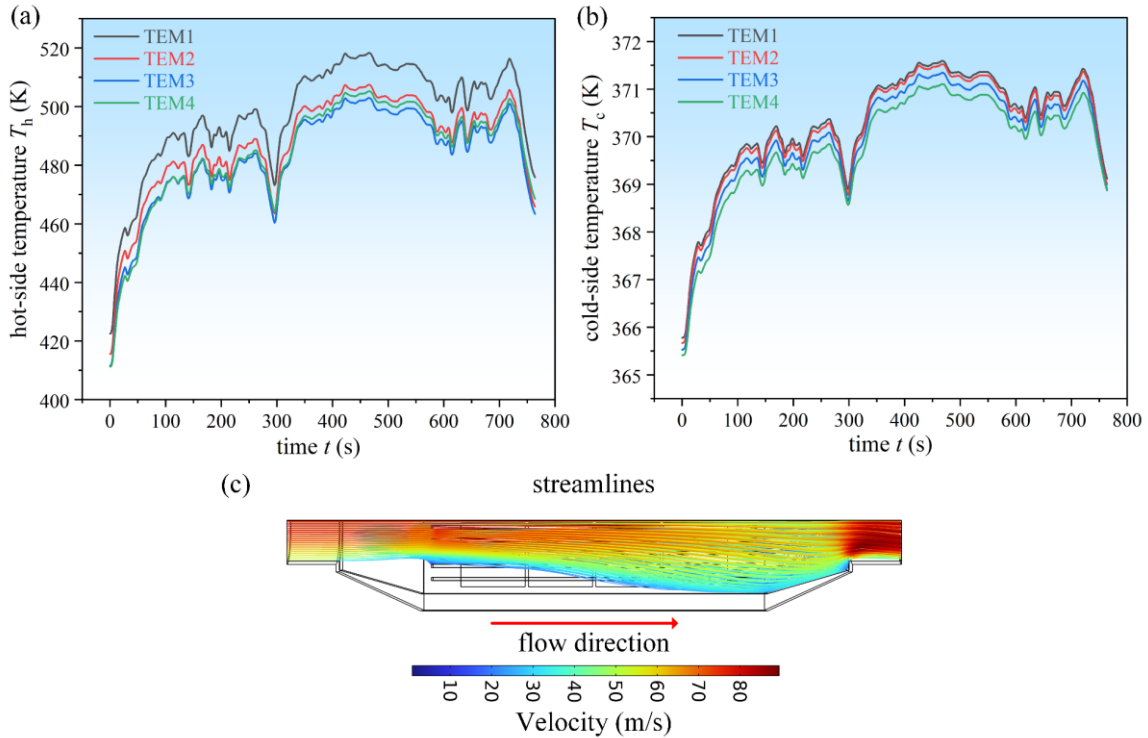 (a)
hot-side temperature T_h (K)
520
500
480
460
440
420
400
TEM1
TEM2
TEM3
TEM4
0 100 200 300 400 500 600 700 800
time t (s)
(b)
cold-side temperature T_c (K)
372
371
370
369
368
367
366
365
TEM1
TEM2
TEM3
TEM4
0 100 200 300 400 500 600 700 800
time t (s)
(c)
streamlines
flow direction
10 20 30 40 50 60 70 80
Velocity (m/s)